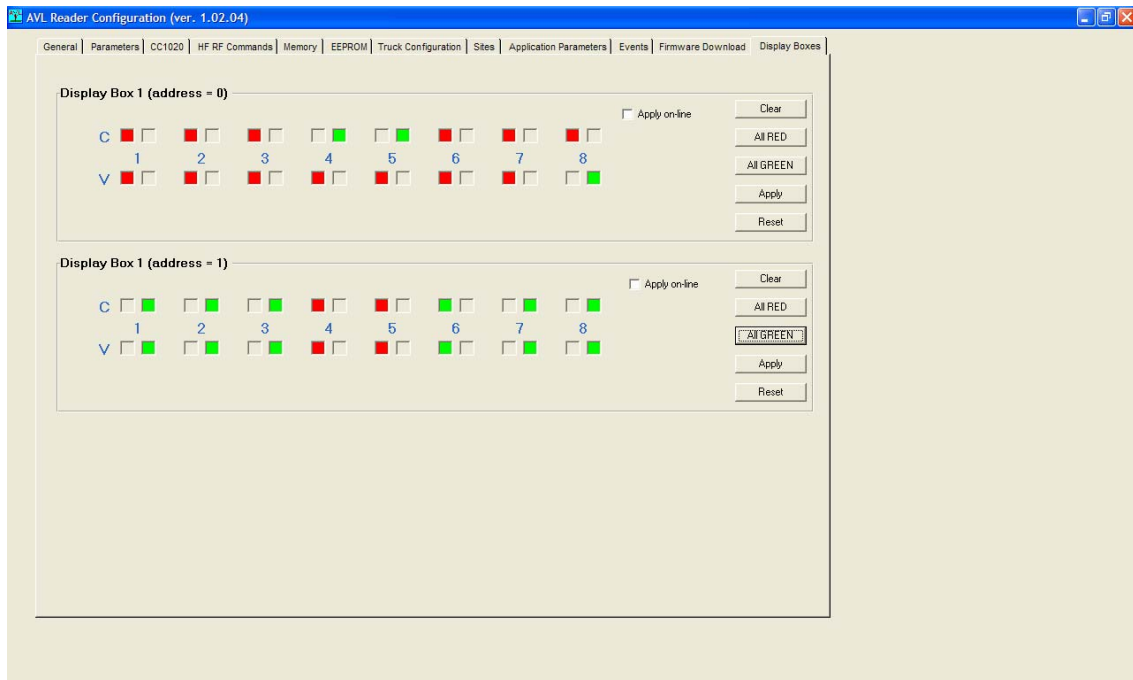 AVL Reader Configuration (ver. 1.02.04)
General Parameters CC1020 HF RF Commands Memory EEPROM Truck Configuration Sites Application Parameters Events Firmware Download Display Boxes
Display Box 1 (address = 0)
Apply on-line
Clear
C
All RED
1 2 3 4 5 6 7 8
All GREEN
V
Apply
Reset
Display Box 1 (address = 1)
Apply on-line
Clear
C
All RED
1 2 3 4 5 6 7 8
All GREEN
V
Apply
Reset